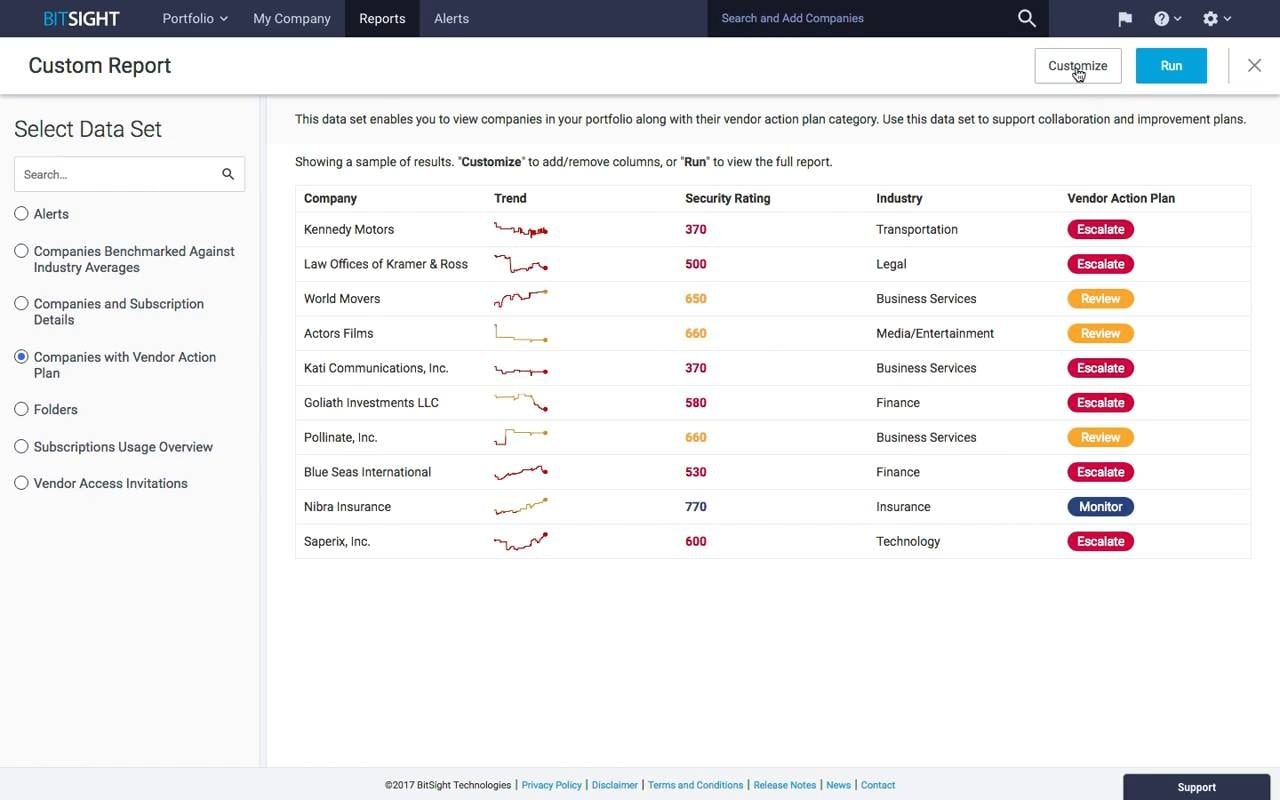 BITSIGHT Portfolio My Company Reports Alerts Search and Add Companies
Custom Report Customize Run
Select Data Set
Search...
Alerts
Companies Benchmarked Against
Industry Averages
Companies and Subscription
Details
Companies with Vendor Action
Plan
Folders
Subscriptions Usage Overview
Vendor Access Invitations
This data set enables you to view companies in your portfolio along with their vendor action plan category. Use this data set to support collaboration and improvement plans.
Showing a sample of results. "Customize" to add/remove columns, or "Run" to view the full report.
Company Trend Security Rating Industry Vendor Action Plan
Kennedy Motors 370 Transportation Escalate
Law Offices of Kramer & Ross 500 Legal Escalate
World Movers 650 Business Services Review
Actors Films 660 Media/Entertainment Review
Kati Communications, Inc. 370 Business Services Escalate
Goliath Investments LLC 580 Finance Escalate
Pollinate, Inc. 660 Business Services Review
Blue Seas International 530 Finance Escalate
Nibra Insurance 770 Insurance Monitor
Saperix, Inc. 600 Technology Escalate
©2017 BitSight Technologies | Privacy Policy | Disclaimer | Terms and Conditions | Release Notes | News | Contact
Support